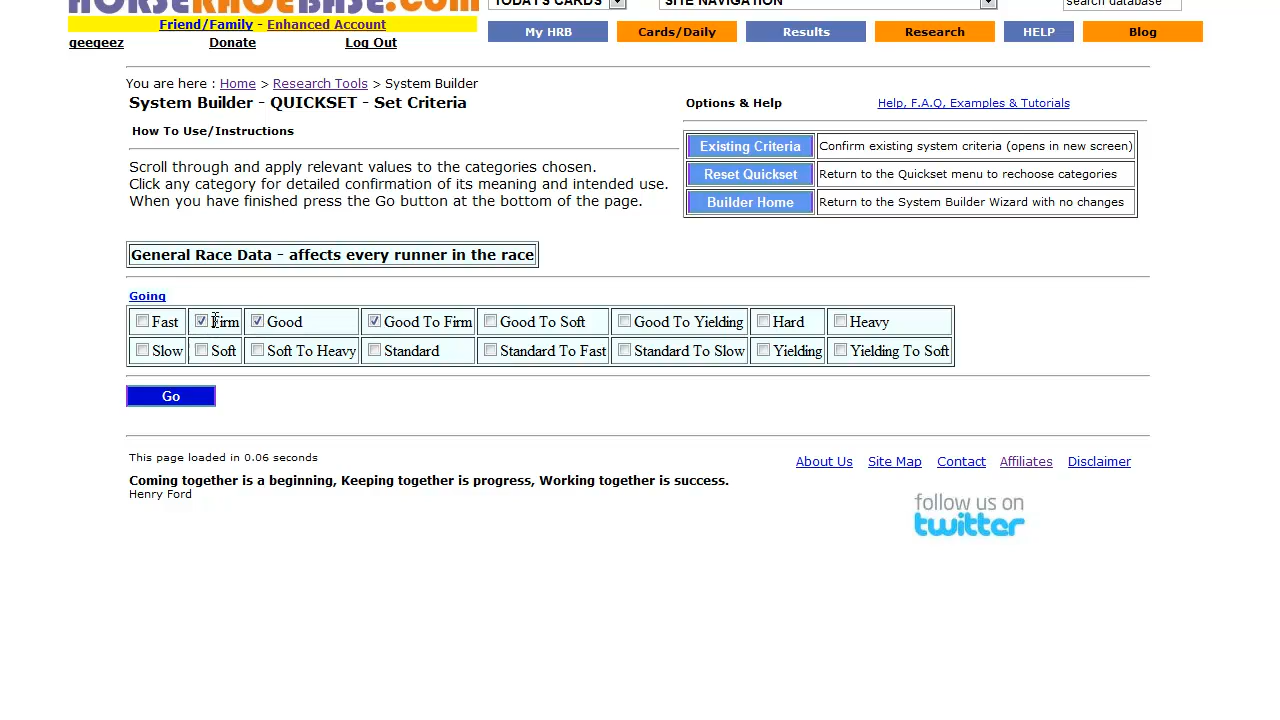 HORSERACEBASE.com
TODAY'S CARDS
SITE NAVIGATION
search database
Friend/Family - Enhanced Account
geegeez Donate Log Out
My HRB Cards/Daily Results Research HELP Blog
You are here : Home > Research Tools > System Builder
System Builder - QUICKSET - Set Criteria
Options & Help Help, F.A.Q, Examples & Tutorials
How To Use/Instructions
Scroll through and apply relevant values to the categories chosen.
Click any category for detailed confirmation of its meaning and intended use.
When you have finished press the Go button at the bottom of the page.
Existing Criteria Confirm existing system criteria (opens in new screen)
Reset Quickset Return to the Quickset menu to rechoose categories
Builder Home Return to the System Builder Wizard with no changes
General Race Data - affects every runner in the race
Going
Fast Firm Good Good To Firm Good To Soft Good To Yielding Hard Heavy
Slow Soft Soft To Heavy Standard Standard To Fast Standard To Slow Yielding Yielding To Soft
Go
This page loaded in 0.06 seconds
About Us Site Map Contact Affiliates Disclaimer
Coming together is a beginning, Keeping together is progress, Working together is success.
Henry Ford
follow us on
twitter